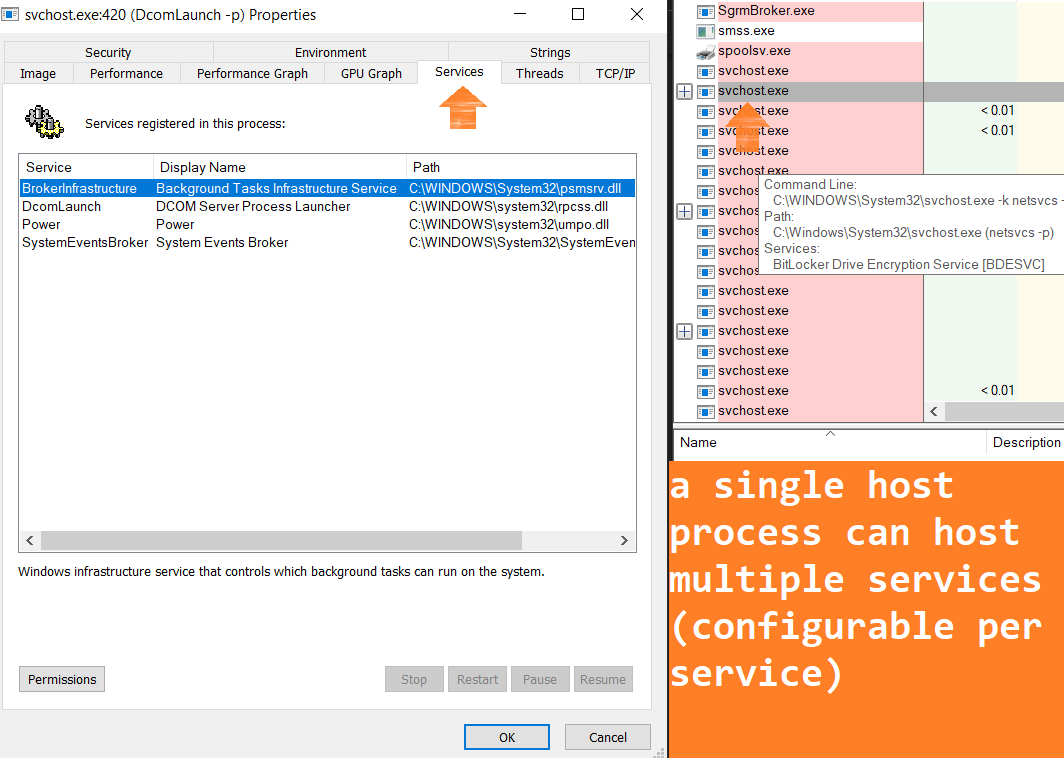 svchost.exe:420 (DcomLaunch -p) Properties
Security Environment Strings
Image Performance Performance Graph GPU Graph Services Threads TCP/IP
Services registered in this process:
Service Display Name Path
BrokerInfrastructure Background Tasks Infrastructure Service C:\WINDOWS\System32\psmsrv.dll
DcomLaunch DCOM Server Process Launcher C:\WINDOWS\system32\rpcss.dll
Power Power C:\WINDOWS\system32\umpo.dll
SystemEventsBroker System Events Broker C:\WINDOWS\System32\SystemEven
Windows infrastructure service that controls which background tasks can run on the system.
Permissions Stop Restart Pause Resume
OK Cancel
SgrmBroker.exe
smss.exe
spoolsv.exe
svchost.exe
svchost.exe
svchost.exe < 0.01
svchost.exe < 0.01
svchost.exe
svchost.exe
svchost
svchost
svchost
svchost
svchost
Command Line:
C:\WINDOWS\System32\svchost.exe -k netsvcs -
Path:
C:\Windows\System32\svchost.exe (netsvcs -p)
Services:
BitLocker Drive Encryption Service [BDESVC]
svchost.exe
svchost.exe
svchost.exe
svchost.exe
svchost.exe
svchost.exe < 0.01
svchost.exe
Name Description
a single host
process can host
multiple services
(configurable per
service)